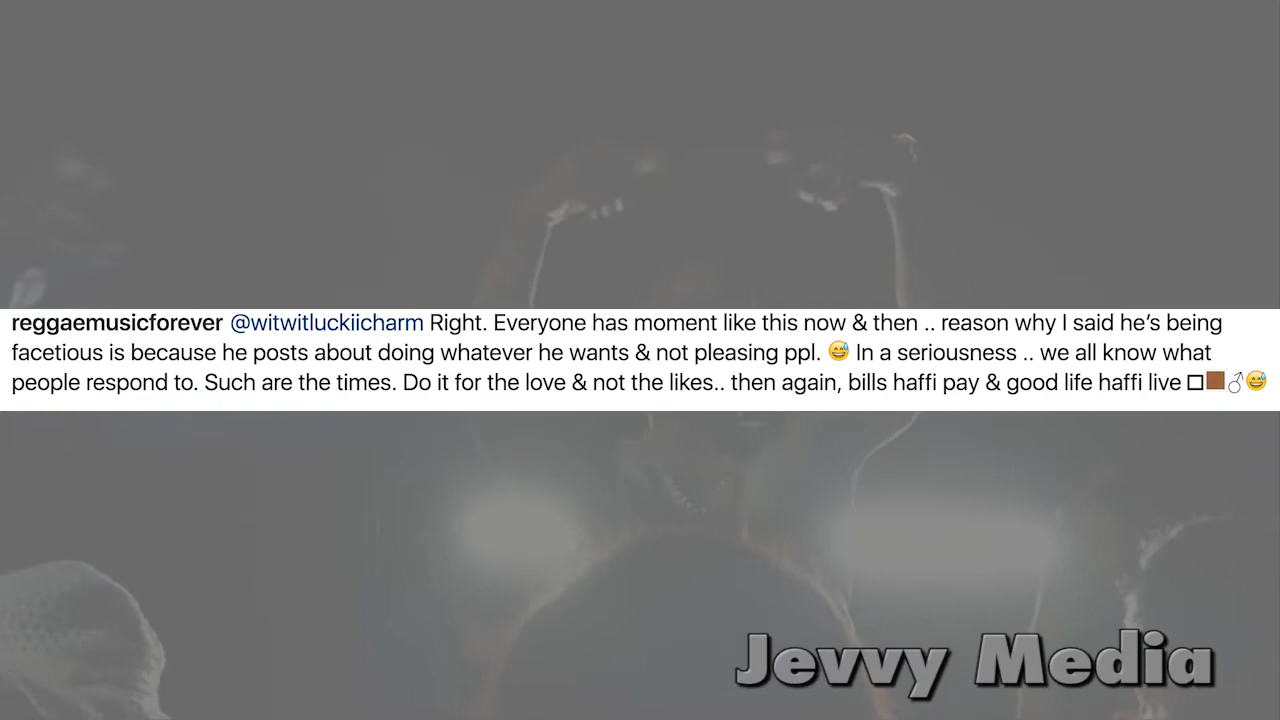 reggaemusicforever @witwitluckiicharm Right. Everyone has moment like this now & then .. reason why I said he’s being
facetious is because he posts about doing whatever he wants & not pleasing ppl. 😅 In a seriousness .. we all know what
people respond to. Such are the times. Do it for the love & not the likes.. then again, bills haffi pay & good life haffi live □🏾♂😅
Jevvy Media